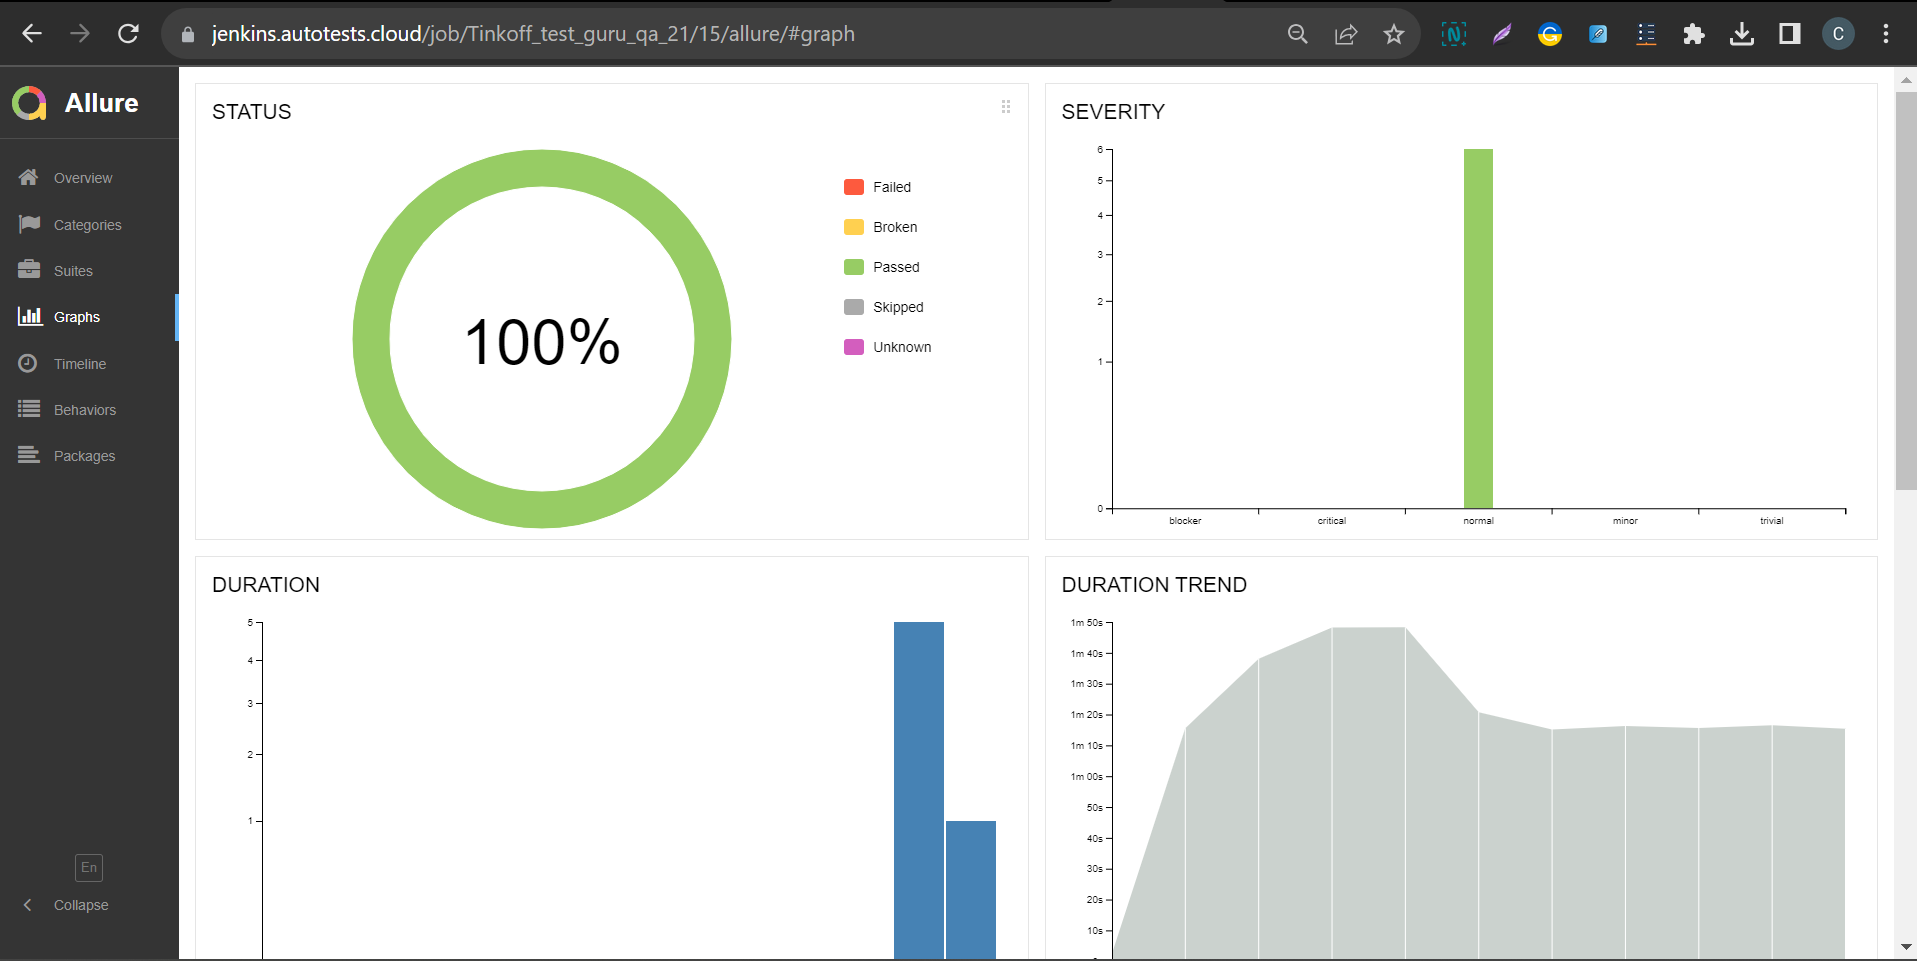 jenkins.autotests.cloud/job/Tinkoff_test_guru_qa_21/15/allure/#graph
C
Allure
Overview
Categories
Suites
Graphs
Timeline
Behaviors
Packages
En
Collapse
STATUS
100%
Failed
Broken
Passed
Skipped
Unknown
SEVERITY
6
5
4
3
2
1
0
blocker
critical
normal
minor
trivial
DURATION
5
4
3
2
1
DURATION TREND
1m 50s
1m 40s
1m 30s
1m 20s
1m 10s
1m 00s
50s
40s
30s
20s
10s